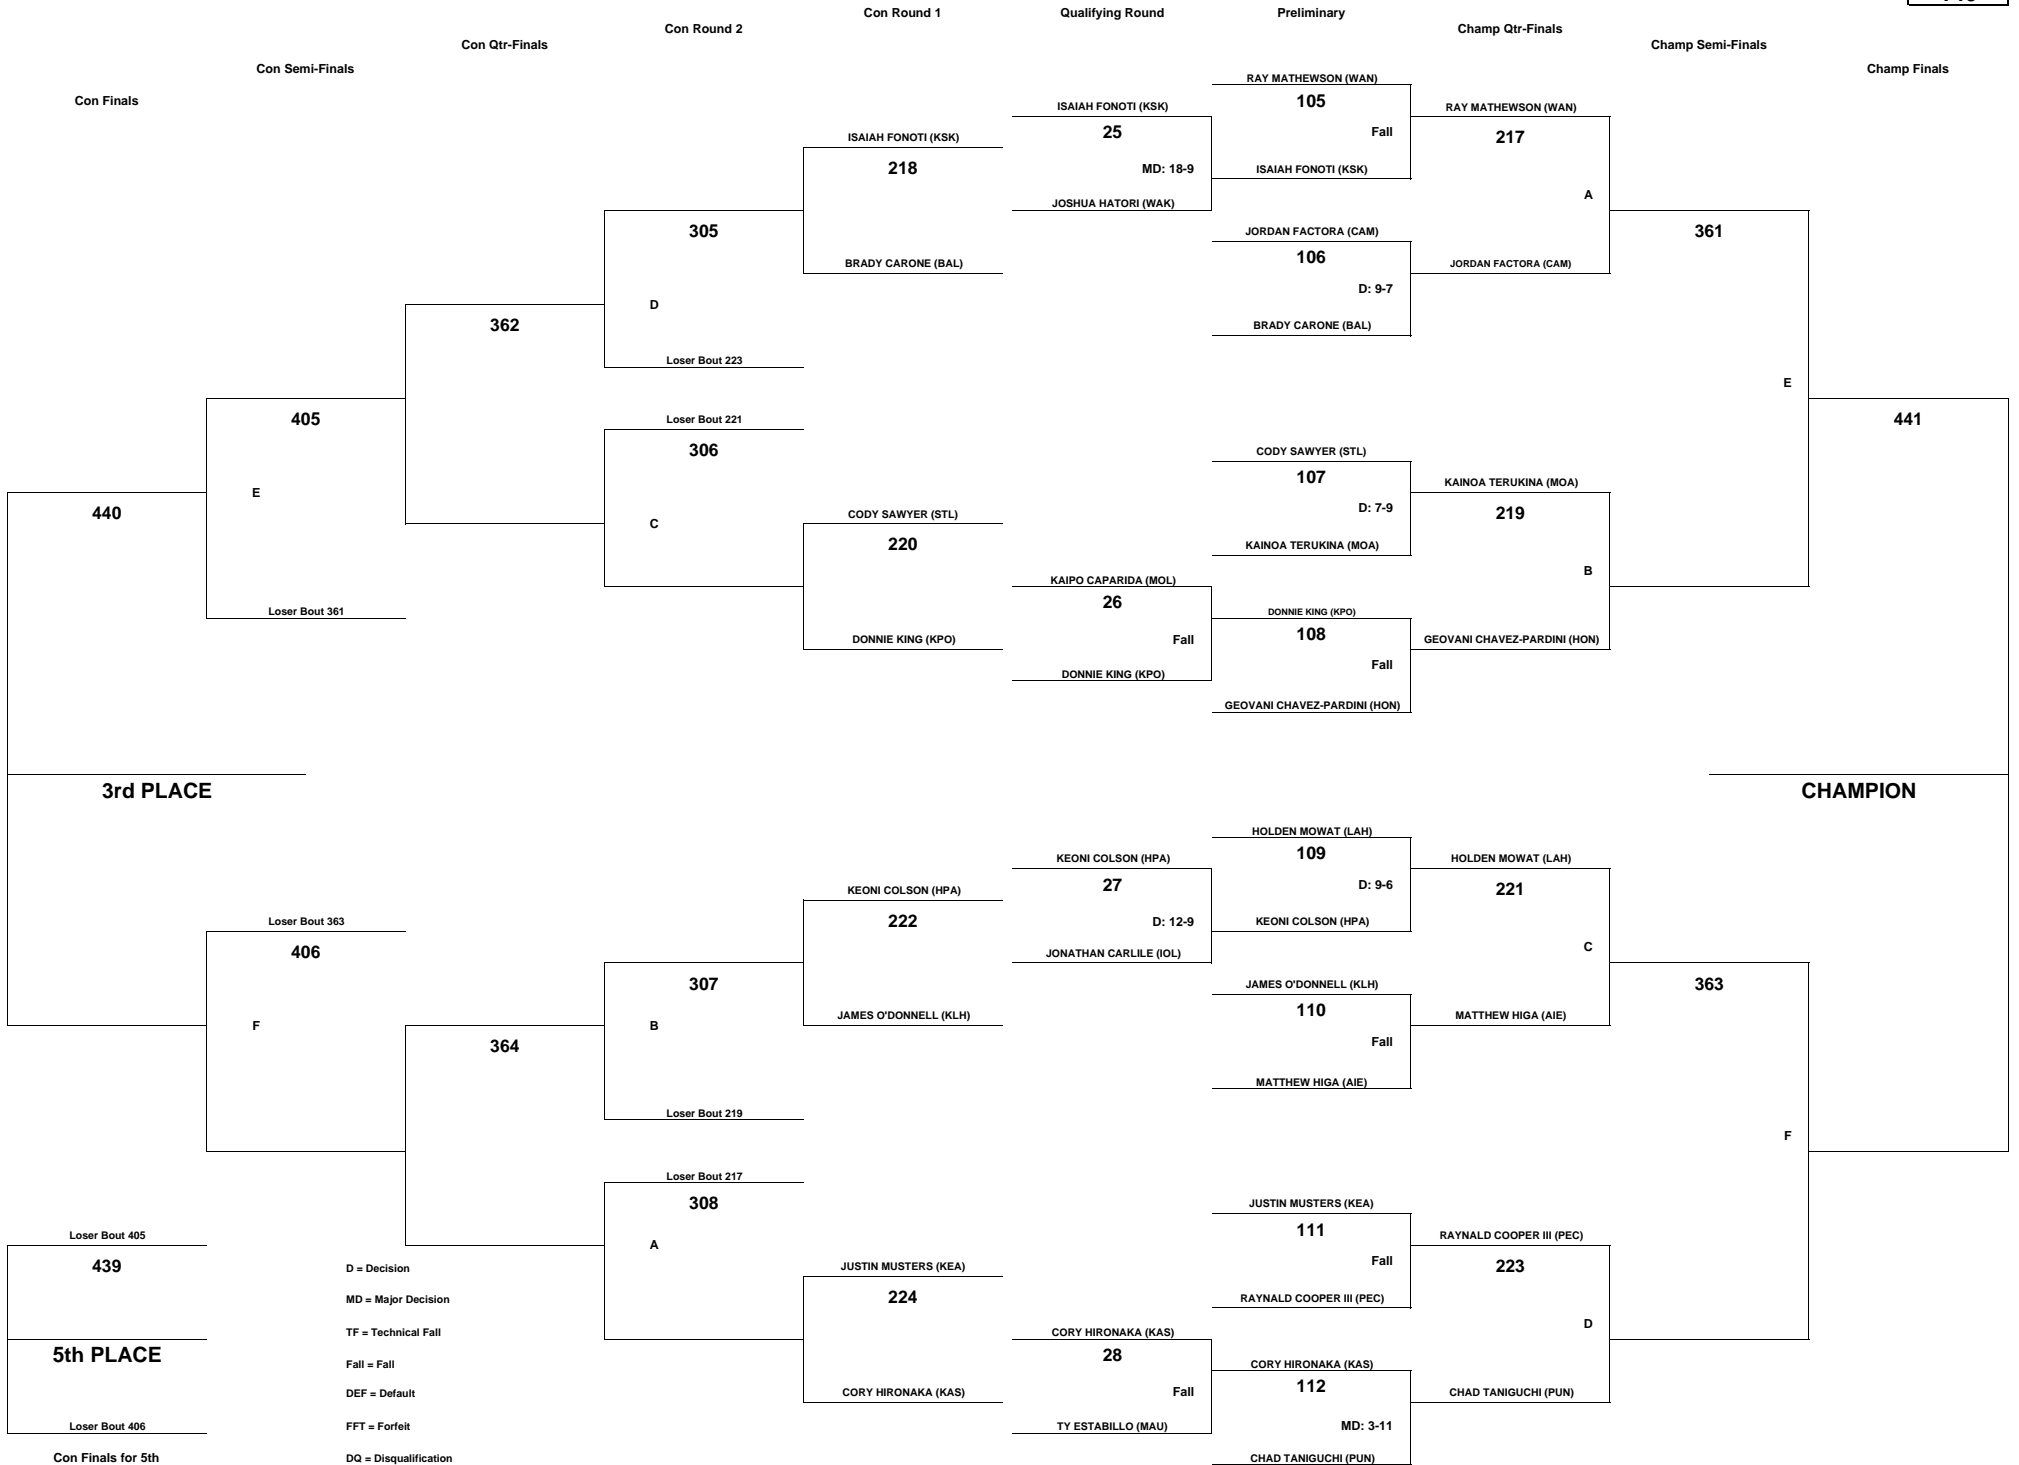 Con Round 1
Qualifying Round
Preliminary
Con Round 2
Champ Qtr-Finals
Con Qtr-Finals
Champ Semi-Finals
Con Semi-Finals
Champ Finals
Con Finals
RAY MATHEWSON (WAN)
105
Fall
ISAIAH FONOTI (KSK)
ISAIAH FONOTI (KSK)
25
MD: 18-9
JOSHUA HATORI (WAK)
RAY MATHEWSON (WAN)
217
A
JORDAN FACTORA (CAM)
ISAIAH FONOTI (KSK)
218
BRADY CARONE (BAL)
JORDAN FACTORA (CAM)
106
D: 9-7
BRADY CARONE (BAL)
305
D
Loser Bout 223
361
E
362
Loser Bout 221
306
C
405
E
Loser Bout 361
441
440
CODY SAWYER (STL)
107
D: 7-9
KAINOA TERUKINA (MOA)
KAINOA TERUKINA (MOA)
219
B
GEOVANI CHAVEZ-PARDINI (HON)
CODY SAWYER (STL)
220
DONNIE KING (KPO)
KAIPO CAPARIDA (MOL)
26
Fall
DONNIE KING (KPO)
DONNIE KING (KPO)
108
Fall
GEOVANI CHAVEZ-PARDINI (HON)
3rd PLACE
CHAMPION
HOLDEN MOWAT (LAH)
109
D: 9-6
KEONI COLSON (HPA)
KEONI COLSON (HPA)
27
D: 12-9
JONATHAN CARLILE (IOL)
HOLDEN MOWAT (LAH)
221
C
MATTHEW HIGA (AIE)
KEONI COLSON (HPA)
222
JAMES O'DONNELL (KLH)
Loser Bout 363
406
F
JAMES O'DONNELL (KLH)
110
Fall
MATTHEW HIGA (AIE)
307
B
Loser Bout 219
363
F
364
Loser Bout 217
308
A
JUSTIN MUSTERS (KEA)
111
Fall
RAYNALD COOPER III (PEC)
RAYNALD COOPER III (PEC)
223
D
CHAD TANIGUCHI (PUN)
JUSTIN MUSTERS (KEA)
224
CORY HIRONAKA (KAS)
CORY HIRONAKA (KAS)
28
Fall
TY ESTABILLO (MAU)
CORY HIRONAKA (KAS)
112
MD: 3-11
CHAD TANIGUCHI (PUN)
Loser Bout 405
439
5th PLACE
Loser Bout 406
Con Finals for 5th
D = Decision
MD = Major Decision
TF = Technical Fall
Fall = Fall
DEF = Default
FFT = Forfeit
DQ = Disqualification